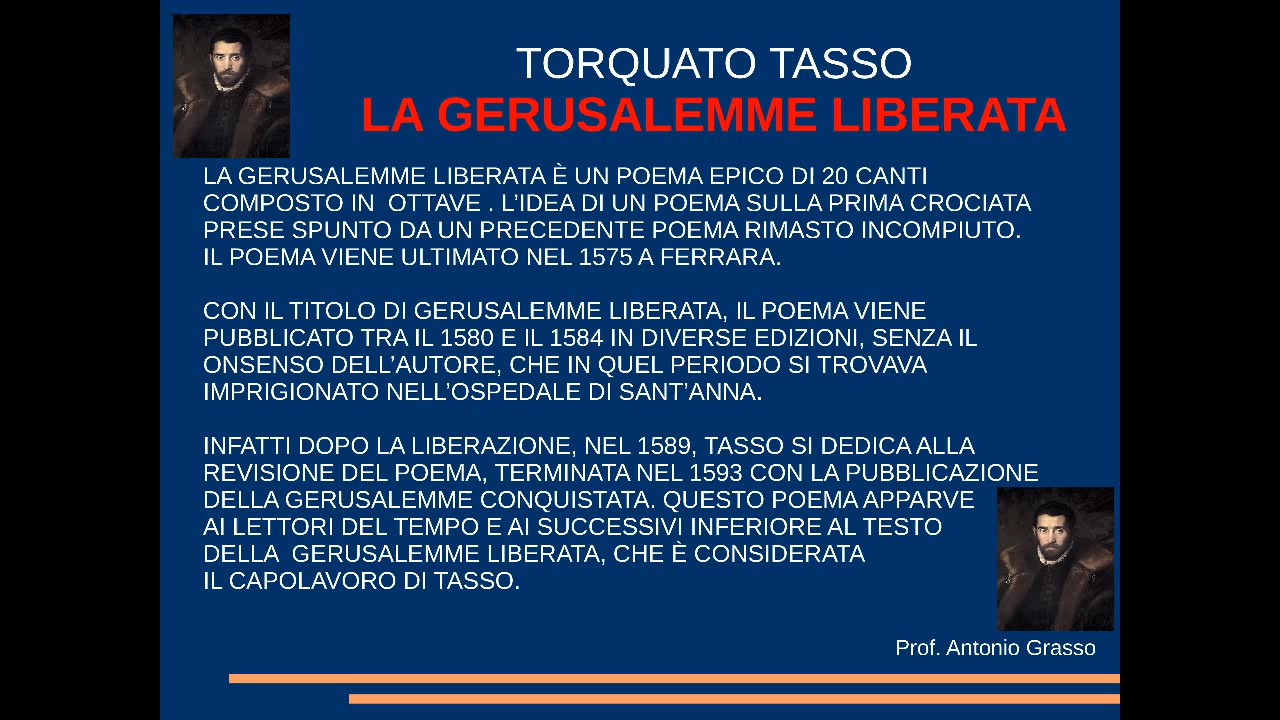 TORQUATO TASSO
LA GERUSALEMME LIBERATA
LA GERUSALEMME LIBERATA È UN POEMA EPICO DI 20 CANTI
COMPOSTO IN  OTTAVE . L’IDEA DI UN POEMA SULLA PRIMA CROCIATA
PRESE SPUNTO DA UN PRECEDENTE POEMA RIMASTO INCOMPIUTO.
IL POEMA VIENE ULTIMATO NEL 1575 A FERRARA.
CON IL TITOLO DI GERUSALEMME LIBERATA, IL POEMA VIENE
PUBBLICATO TRA IL 1580 E IL 1584 IN DIVERSE EDIZIONI, SENZA IL
ONSENSO DELL’AUTORE, CHE IN QUEL PERIODO SI TROVAVA
IMPRIGIONATO NELL’OSPEDALE DI SANT’ANNA.
INFATTI DOPO LA LIBERAZIONE, NEL 1589, TASSO SI DEDICA ALLA
REVISIONE DEL POEMA, TERMINATA NEL 1593 CON LA PUBBLICAZIONE
DELLA GERUSALEMME CONQUISTATA. QUESTO POEMA APPARVE
AI LETTORI DEL TEMPO E AI SUCCESSIVI INFERIORE AL TESTO
DELLA  GERUSALEMME LIBERATA, CHE È CONSIDERATA
IL CAPOLAVORO DI TASSO.
Prof. Antonio Grasso